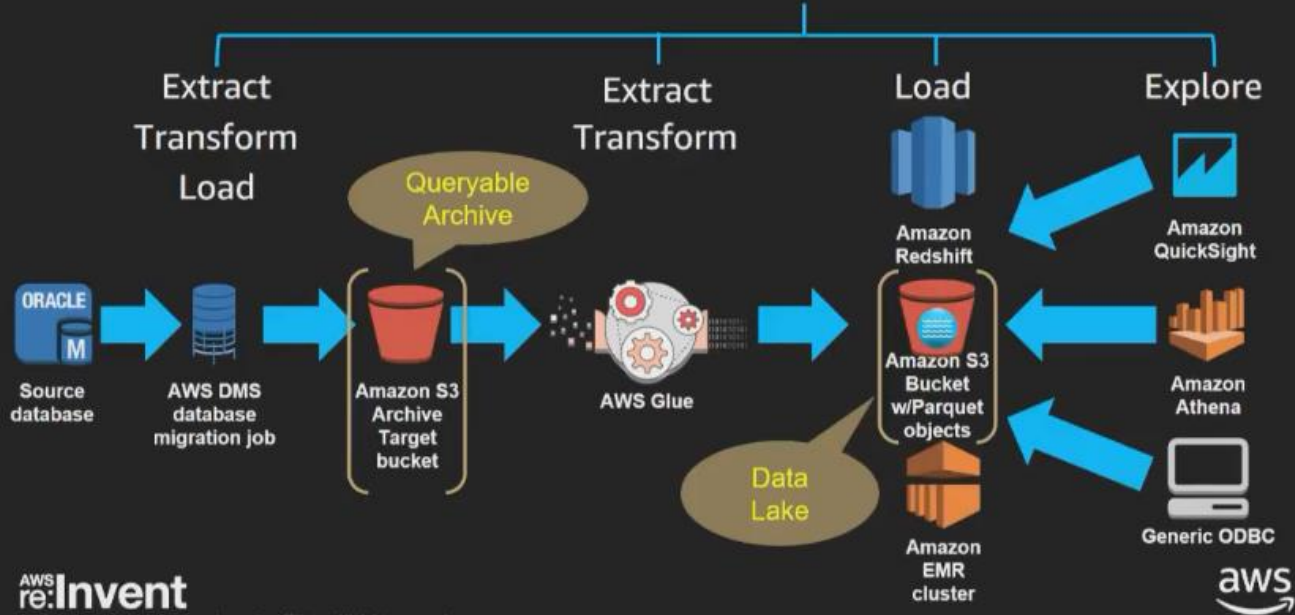 Extract
Transform
Load
Extract
Transform
Load
Explore
Queryable
Archive
Amazon
Redshift
Amazon
QuickSight
ORACLE
M
Source
database
AWS DMS
database
migration job
Amazon S3
Archive
Target
bucket
AWS Glue
Amazon S3
Bucket
w/Parquet
objects
Amazon
Athena
Data
Lake
Amazon
EMR
cluster
Generic ODBC
AWS
re:Invent
aws